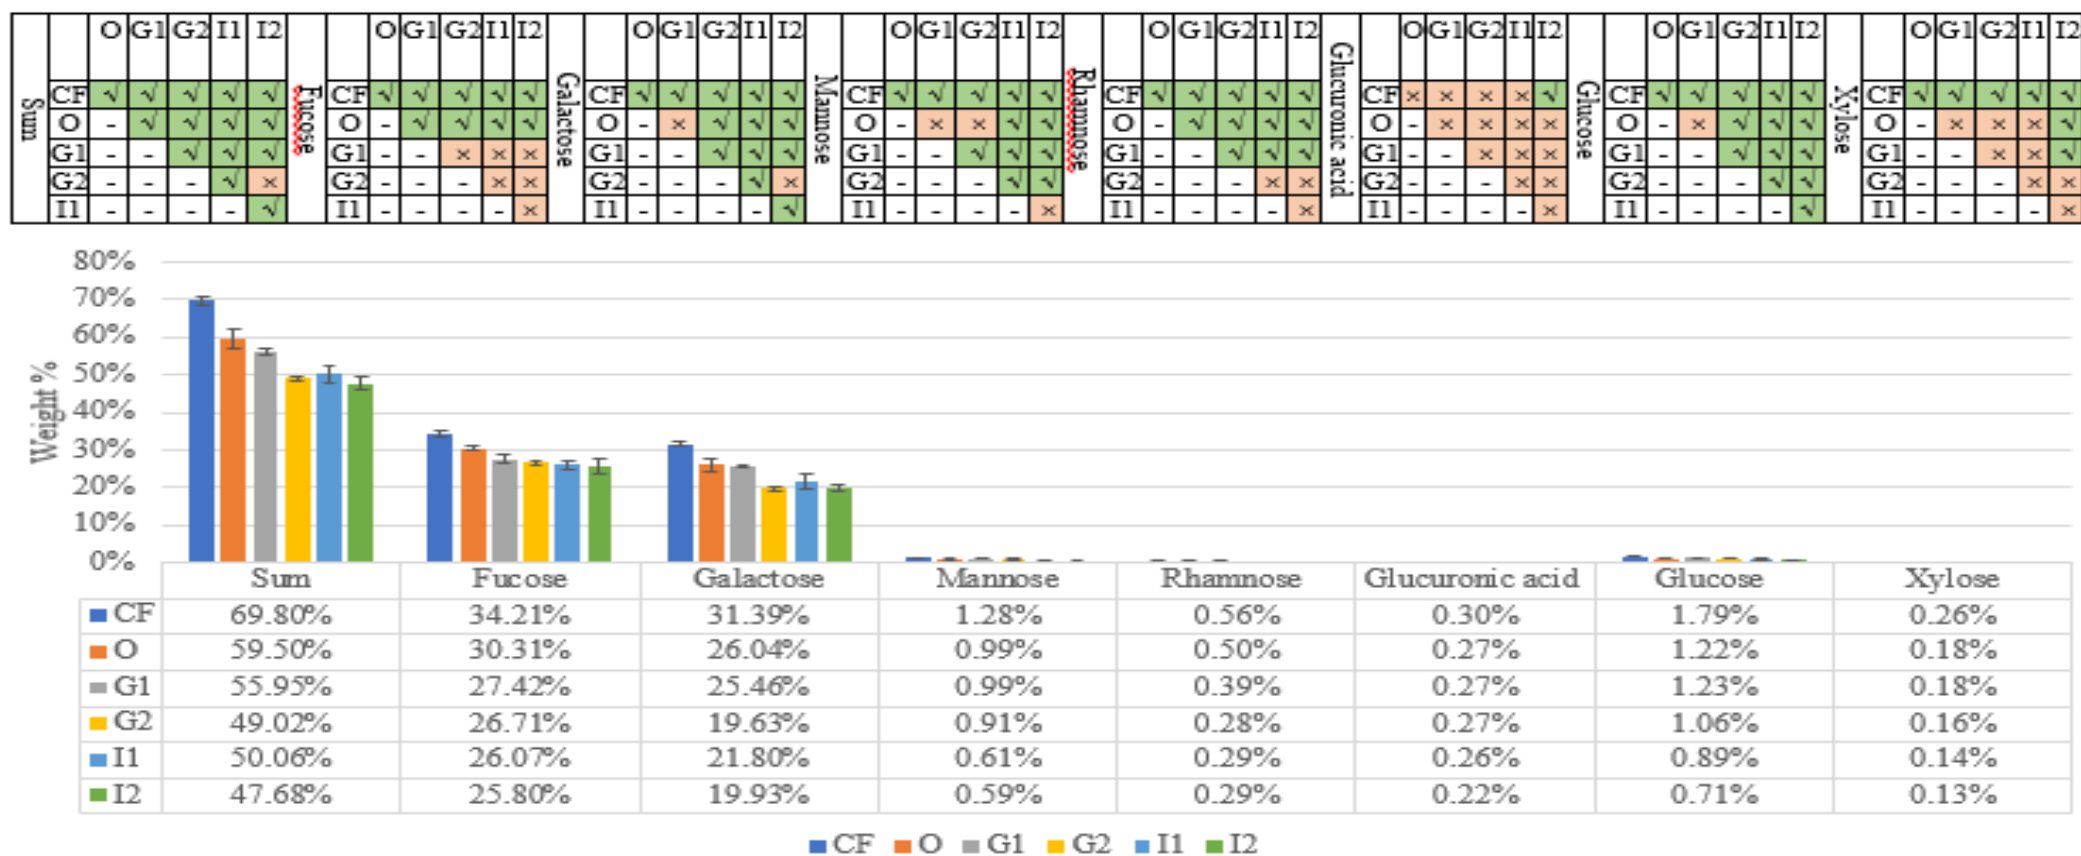 O G1 G2 I1 I2 O G1 G2 I1 I2 O G1 G2 I1 I2 O G1 G2 I1 I2 O G1 G2 I1 I2 O G1 G2 I1 I2 O G1 G2 I1 I2 O G1 G2 I1 I2
Sum Fucose Galactose Mannose Rhamnose Glucuronic acid Glucose Xylose
CF √ √ √ √ √ CF √ √ √ √ √ CF √ √ √ √ √ CF √ √ √ √ √ CF √ √ √ √ √ CF × × × × √ CF √ √ √ √ √ CF √ √ √ √ √
O - √ √ √ √ O - √ √ √ √ O - × √ √ √ O - × × √ √ O - √ √ √ √ O - × × × × O - × √ √ √ O - × × × √
G1 - - √ √ √ G1 - - × × × G1 - - √ √ √ G1 - - √ √ √ G1 - - √ √ √ G1 - - × × × G1 - - √ √ √ G1 - - × × √
G2 - - - √ × G2 - - - × × G2 - - - √ × G2 - - - √ √ G2 - - - × × G2 - - - × × G2 - - - √ √ G2 - - - × ×
I1 - - - - √ I1 - - - - × I1 - - - - √ I1 - - - - × I1 - - - - × I1 - - - - × I1 - - - - √ I1 - - - - ×
80%
70%
60%
50%
40%
30%
20%
10%
0%
Weight %
Sum Fucose Galactose Mannose Rhamnose Glucuronic acid Glucose Xylose
CF 69.80% 34.21% 31.39% 1.28% 0.56% 0.30% 1.79% 0.26%
O 59.50% 30.31% 26.04% 0.99% 0.50% 0.27% 1.22% 0.18%
G1 55.95% 27.42% 25.46% 0.99% 0.39% 0.27% 1.23% 0.18%
G2 49.02% 26.71% 19.63% 0.91% 0.28% 0.27% 1.06% 0.16%
I1 50.06% 26.07% 21.80% 0.61% 0.29% 0.26% 0.89% 0.14%
I2 47.68% 25.80% 19.93% 0.59% 0.29% 0.22% 0.71% 0.13%
CF O G1 G2 I1 I2